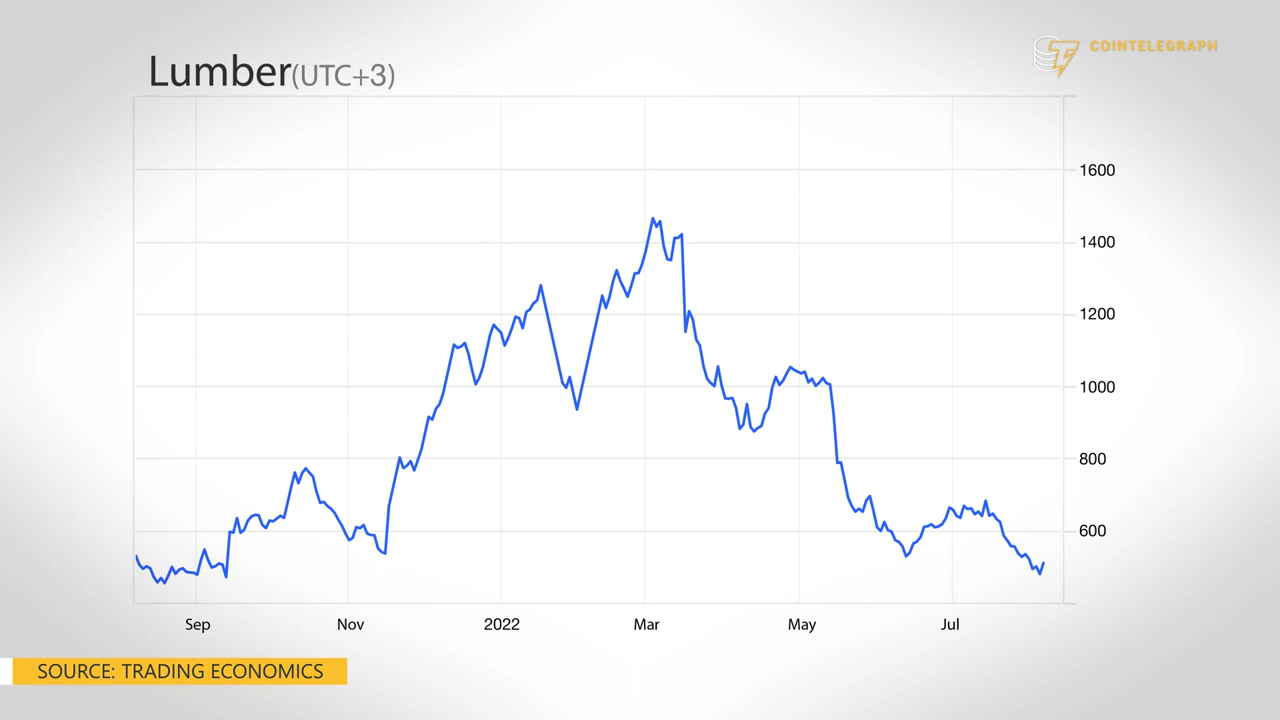 COINTELEGRAPH
Lumber(UTC+3)
1600
1400
1200
1000
800
600
Sep Nov 2022 Mar May Jul
SOURCE: TRADING ECONOMICS